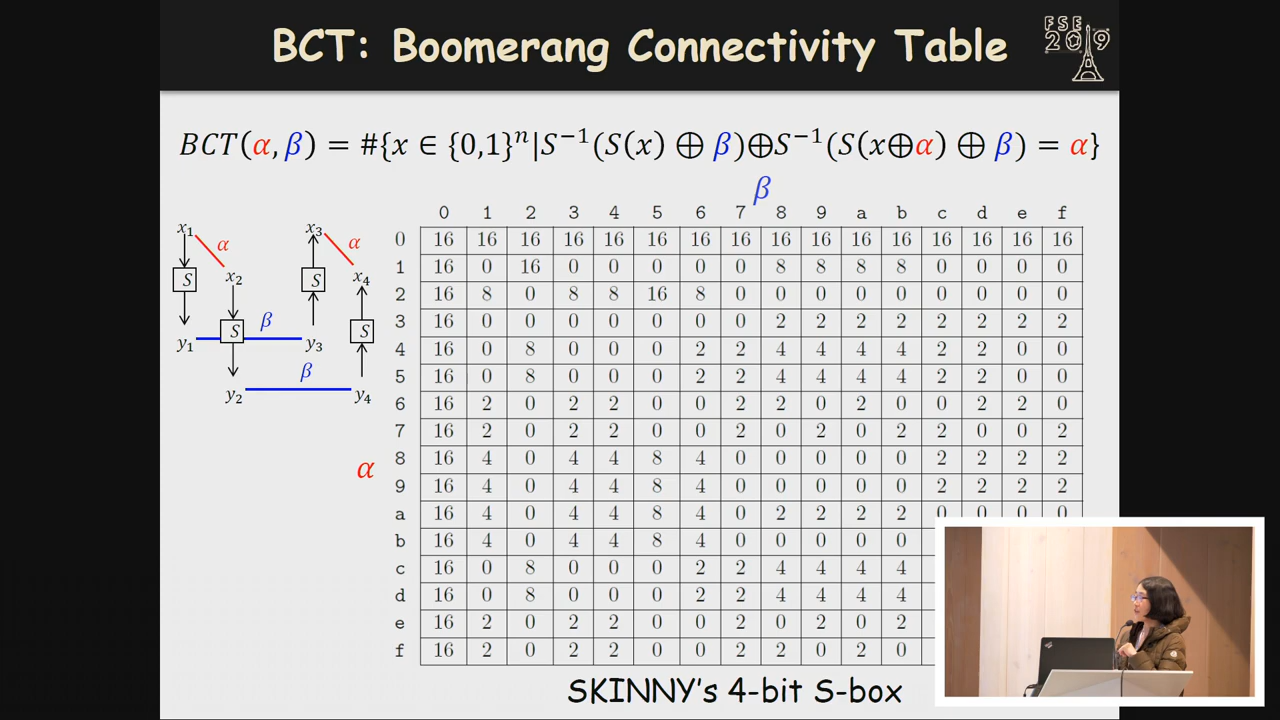 BCT: Boomerang Connectivity Table
FSE
2019
BCT(α, β) = #{x ∈ {0,1}ⁿ|S⁻¹(S(x) ⊕ β)⊕S⁻¹(S(x⊕α) ⊕ β) = α}
β
0 1 2 3 4 5 6 7 8 9 a b c d e f
0 16 16 16 16 16 16 16 16 16 16 16 16 16 16 16 16
1 16 0 16 0 0 0 0 0 8 8 8 8 0 0 0 0
2 16 8 0 8 8 16 8 0 0 0 0 0 0 0 0 0
3 16 0 0 0 0 0 0 0 2 2 2 2 2 2 2 2
4 16 0 8 0 0 0 2 2 4 4 4 4 2 2 0 0
5 16 0 8 0 0 0 2 2 4 4 4 4 2 2 0 0
6 16 2 0 2 2 0 0 2 2 0 2 0 0 2 2 0
7 16 2 0 2 2 0 0 2 0 2 0 2 2 0 0 2
8 16 4 0 4 4 8 4 0 0 0 0 0 2 2 2 2
9 16 4 0 4 4 8 4 0 0 0 0 0 2 2 2 2
a 16 4 0 4 4 8 4 0 2 2 2 2 0 0 0 0
b 16 4 0 4 4 8 4 0 0 0 0 0
c 16 0 8 0 0 0 2 2 4 4 4 4
d 16 0 8 0 0 0 2 2 4 4 4 4
e 16 2 0 2 2 0 0 2 0 2 0 2
f 16 2 0 2 2 0 0 2 2 0 2 0
α
x₁ α x₃ α
S x₂ S x₄
y₁ S β y₃ S
β
y₂ y₄
SKINNY's 4-bit S-box